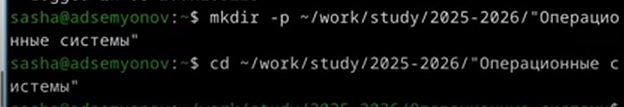 sasha@adsemyonov:~$ mkdir -p ~/work/study/2025-2026/"Операцио
нные системы"
sasha@adsemyonov:~$ cd ~/work/study/2025-2026/"Операционные с
истемы"